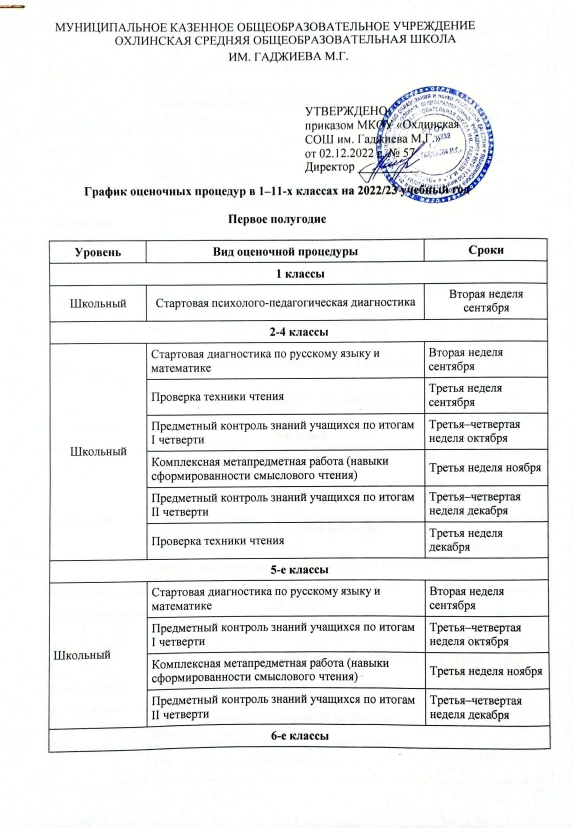 МУНИЦИПАЛЬНОЕ КАЗЕННОЕ ОБЩЕОБРАЗОВАТЕЛЬНОЕ УЧРЕЖДЕНИЕ
ОХЛИНСКАЯ СРЕДНЯЯ ОБЩЕОБРАЗОВАТЕЛЬНАЯ ШКОЛА
ИМ. ГАДЖИЕВА М.Г.
УТВЕРЖДЕНО
приказом МКОУ «Охлинская
СОШ им. Гаджиева М.Г.»
от 02.12.2022 г. № 57
Директор
График оценочных процедур в 1–11-х классах на 2022/23 учебный год
Первое полугодие
Уровень Вид оценочной процедуры Сроки
1 классы
Школьный Стартовая психолого-педагогическая диагностика Вторая неделя
сентября
2-4 классы
Школьный
Стартовая диагностика по русскому языку и
математике
Вторая неделя
сентября
Проверка техники чтения
Третья неделя
сентября
Предметный контроль знаний учащихся по итогам
I четверти
Третья–четвертая
неделя октября
Комплексная метапредметная работа (навыки
сформированности смыслового чтения)
Третья неделя ноября
Предметный контроль знаний учащихся по итогам
II четверти
Третья–четвертая
неделя декабря
Проверка техники чтения
Третья неделя
декабря
5-е классы
Школьный
Стартовая диагностика по русскому языку и
математике
Вторая неделя
сентября
Предметный контроль знаний учащихся по итогам
I четверти
Третья–четвертая
неделя октября
Комплексная метапредметная работа (навыки
сформированности смыслового чтения)
Третья неделя ноября
Предметный контроль знаний учащихся по итогам
II четверти
Третья–четвертая
неделя декабря
6-е классы